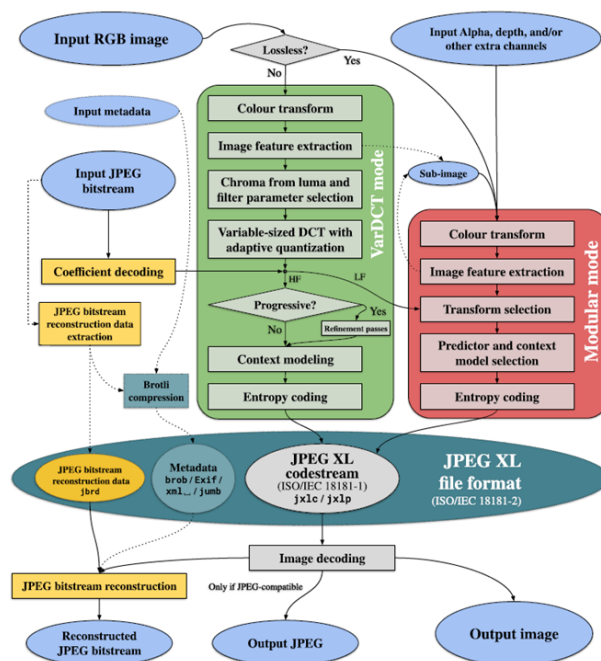 Input RGB image
Lossless?
Input Alpha, depth, and/or
other extra channels
No
Yes
Input metadata
Colour transform
Image feature extraction
Chroma from luma and
filter parameter selection
Variable-sized DCT with
adaptive quantization
VarDCT mode
Input JPEG
bitstream
Sub-image
Coefficient decoding
HF
LF
JPEG bitstream
reconstruction data
extraction
Progressive?
Yes
No
Refinement passes
Context modeling
Entropy coding
Brotli
compression
Colour transform
Image feature extraction
Transform selection
Predictor and context
model selection
Entropy coding
Modular mode
JPEG bitstream
reconstruction data
jbrd
Metadata
brob / Exif /
xml␣ / jumb
JPEG XL
codestream
(ISO/IEC 18181-1)
jxlc / jxlp
JPEG XL
file format
(ISO/IEC 18181-2)
Image decoding
JPEG bitstream reconstruction
Only if JPEG-compatible
Reconstructed
JPEG bitstream
Output JPEG
Output image